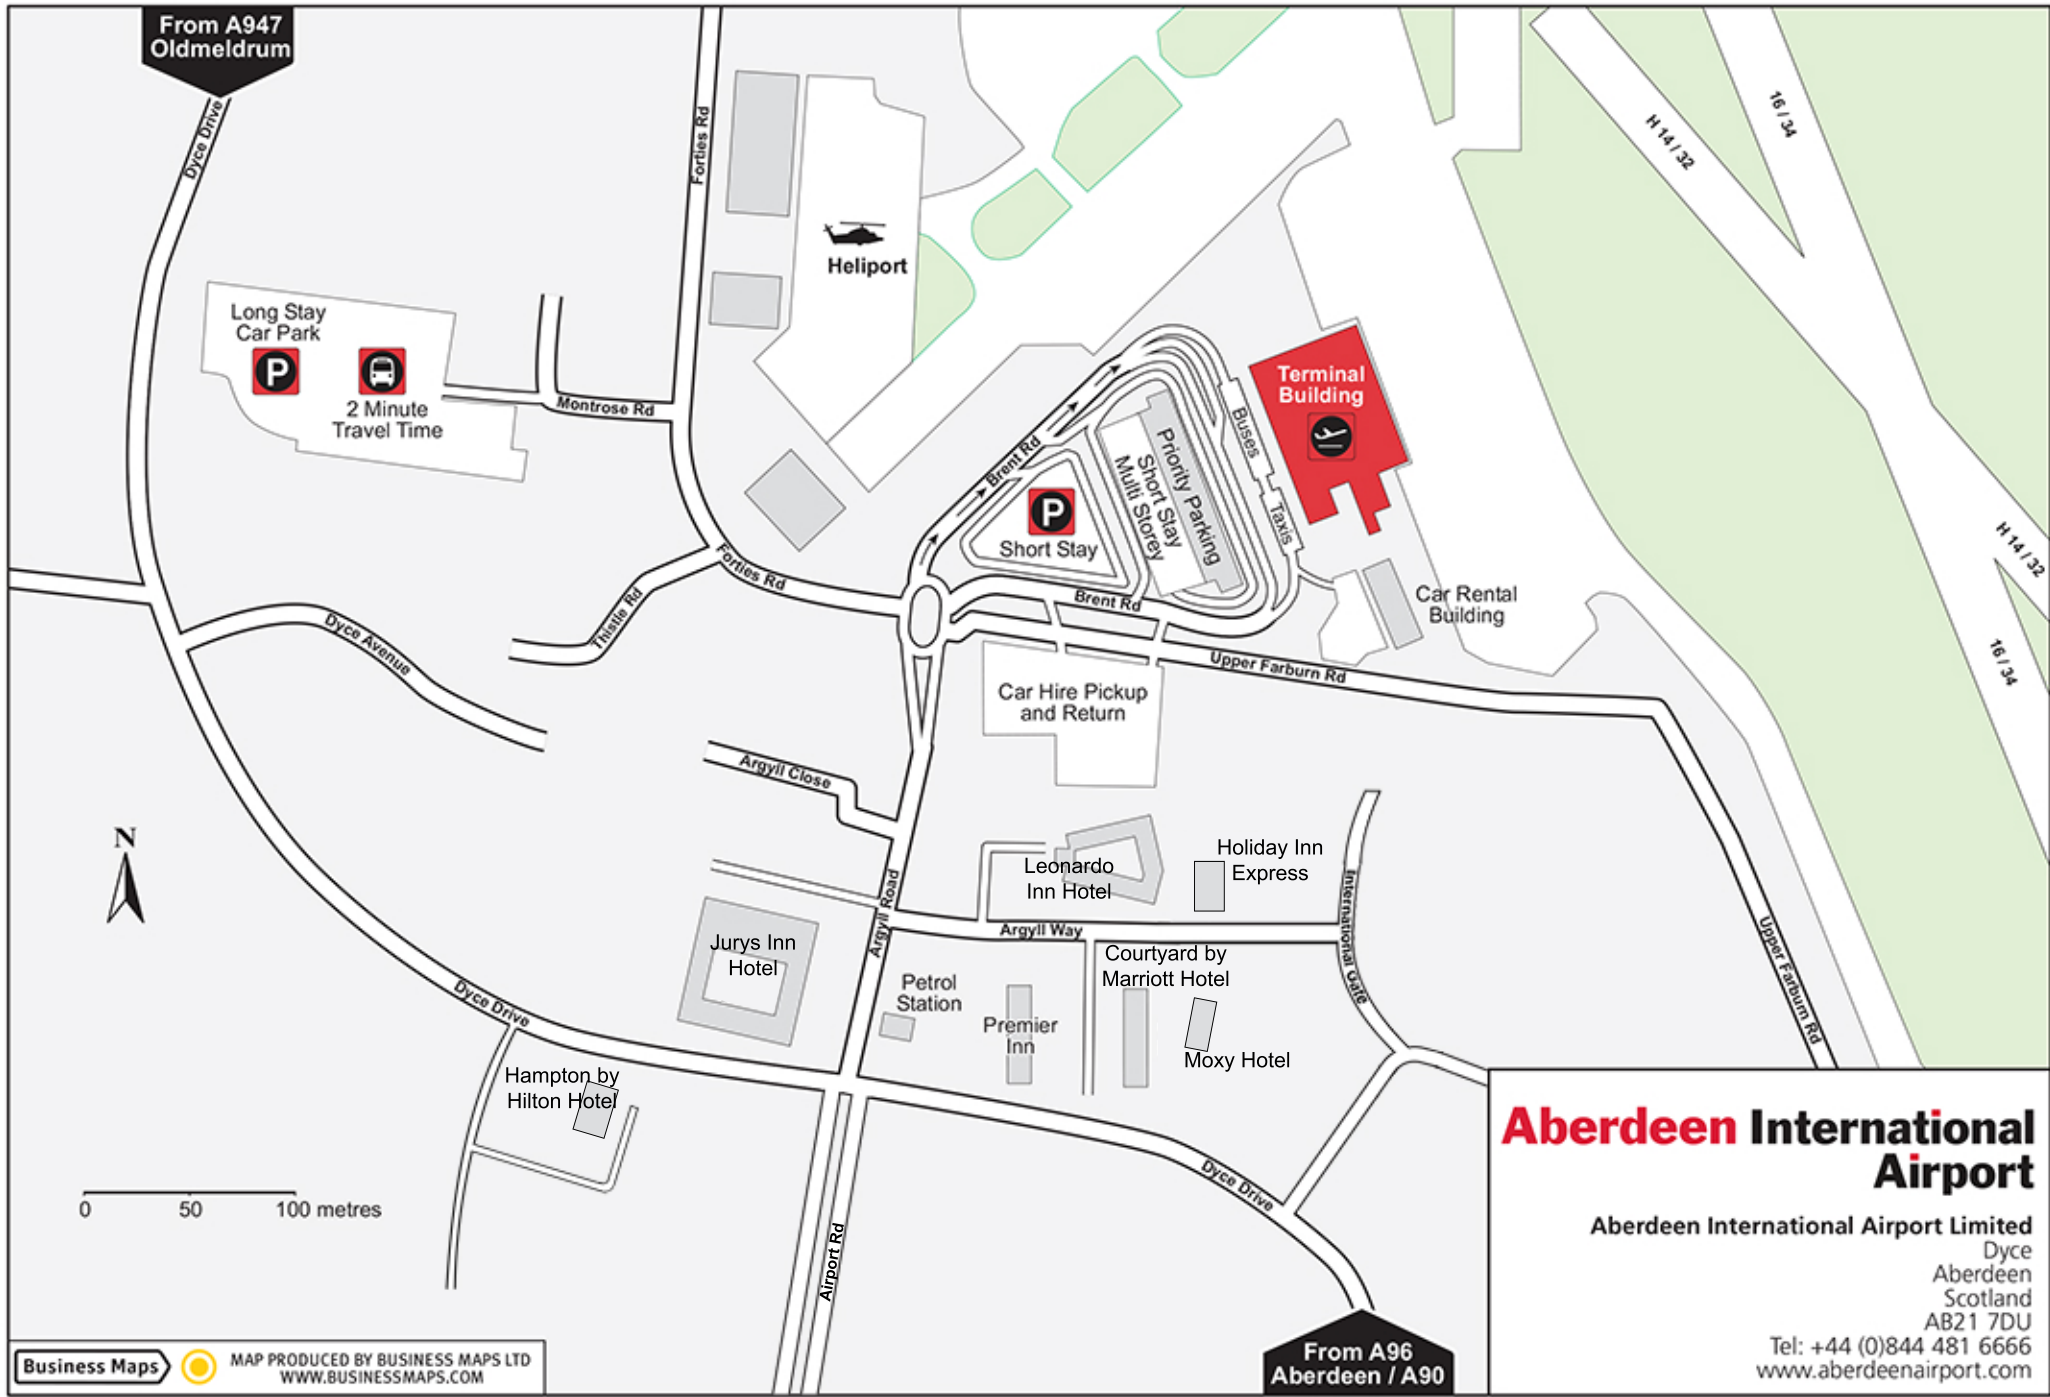 From A947
Oldmeldrum
Dyce Drive
Forties Rd
16 / 34
H 14 / 32
Heliport
Long Stay
Car Park
P
2 Minute
Travel Time
Montrose Rd
Terminal
Building
Buses
Brent Rd
Priority Parking
Short Stay
Multi Storey
P
Short Stay
Taxis
H 14 / 32
Forties Rd
Thistle Rd
Brent Rd
Car Rental
Building
Dyce Avenue
Upper Farburn Rd
16 / 34
Car Hire Pickup
and Return
Argyll Close
N
Leonardo
Inn Hotel
Holiday Inn
Express
International Gate
Argyll Road
Argyll Way
Jurys Inn
Hotel
Courtyard by
Marriott Hotel
Upper Farburn Rd
Petrol
Station
Premier
Inn
Dyce Drive
Moxy Hotel
Hampton by
Hilton Hotel
Dyce Drive
0 50 100 metres
Airport Rd
Aberdeen International
Airport
Aberdeen International Airport Limited
Dyce
Aberdeen
Scotland
AB21 7DU
Tel: +44 (0)844 481 6666
www.aberdeenairport.com
From A96
Aberdeen / A90
Business Maps
MAP PRODUCED BY BUSINESS MAPS LTD
WWW.BUSINESSMAPS.COM